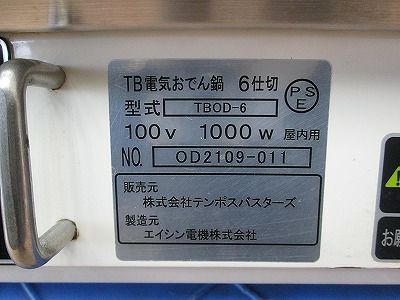 TB電気おでん鍋 6仕切
PSE
型式 TBOD-6
100v 1000w 屋内用
NO. OD2109-011
販売元
株式会社テンポスバスターズ
製造元
エイシン電機株式会社
お願